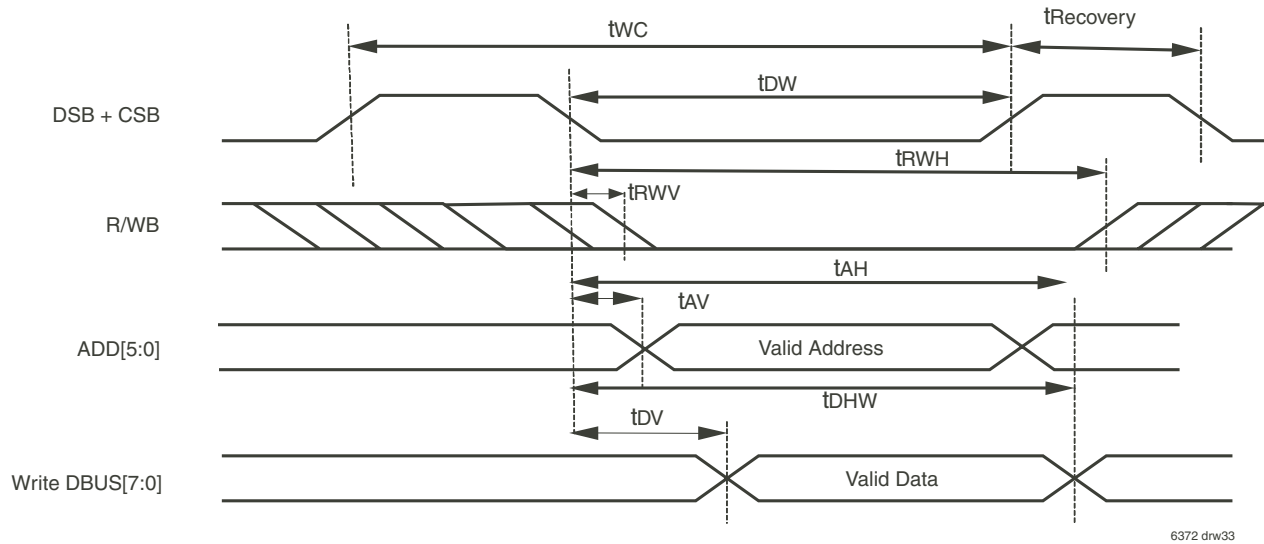 tWC
tRecovery
DSB + CSB
tDW
tRWH
tRWV
R/WB
tAH
tAV
ADD[5:0]
Valid Address
tDHW
tDV
Write DBUS[7:0]
Valid Data
6372 drw33